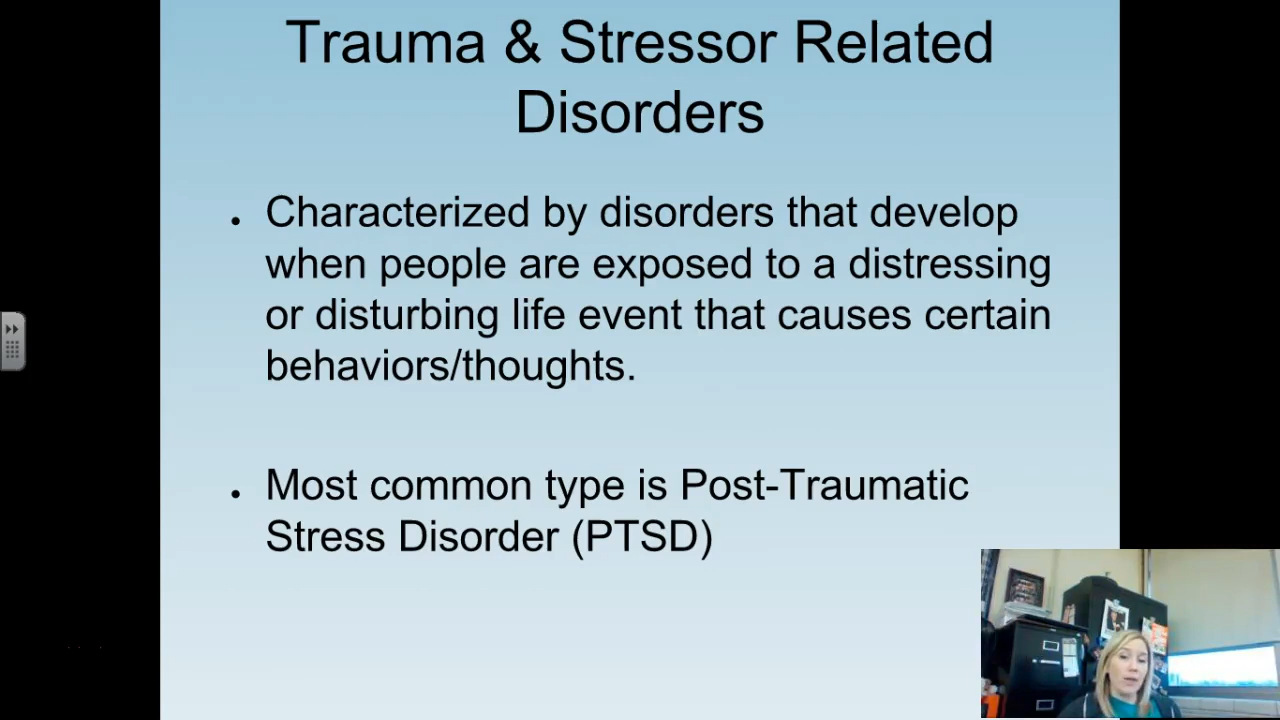 Trauma & Stressor Related
Disorders
• Characterized by disorders that develop
when people are exposed to a distressing
or disturbing life event that causes certain
behaviors/thoughts.
• Most common type is Post-Traumatic
Stress Disorder (PTSD)